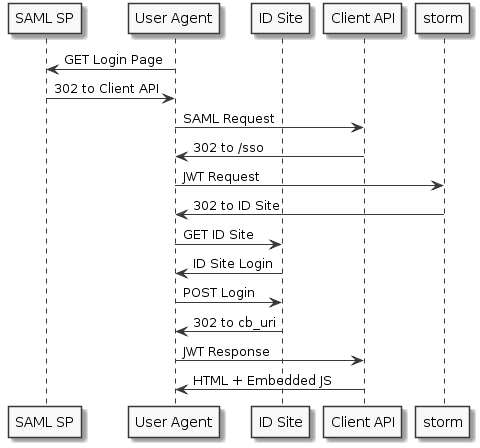 SAML SP
User Agent
ID Site
Client API
storm
GET Login Page
302 to Client API
SAML Request
302 to /sso
JWT Request
302 to ID Site
GET ID Site
ID Site Login
POST Login
302 to cb_uri
JWT Response
HTML + Embedded JS
SAML SP
User Agent
ID Site
Client API
storm